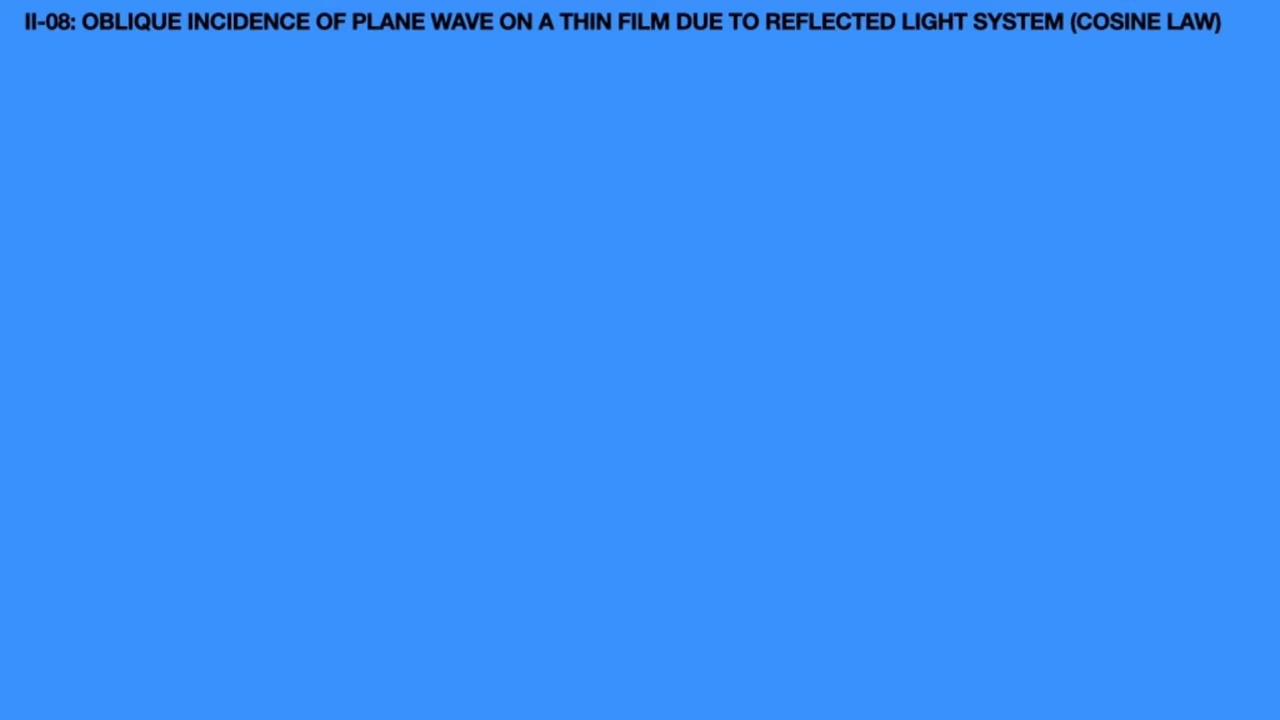 II-08: OBLIQUE INCIDENCE OF PLANE WAVE ON A THIN FILM DUE TO REFLECTED LIGHT SYSTEM (COSINE LAW)